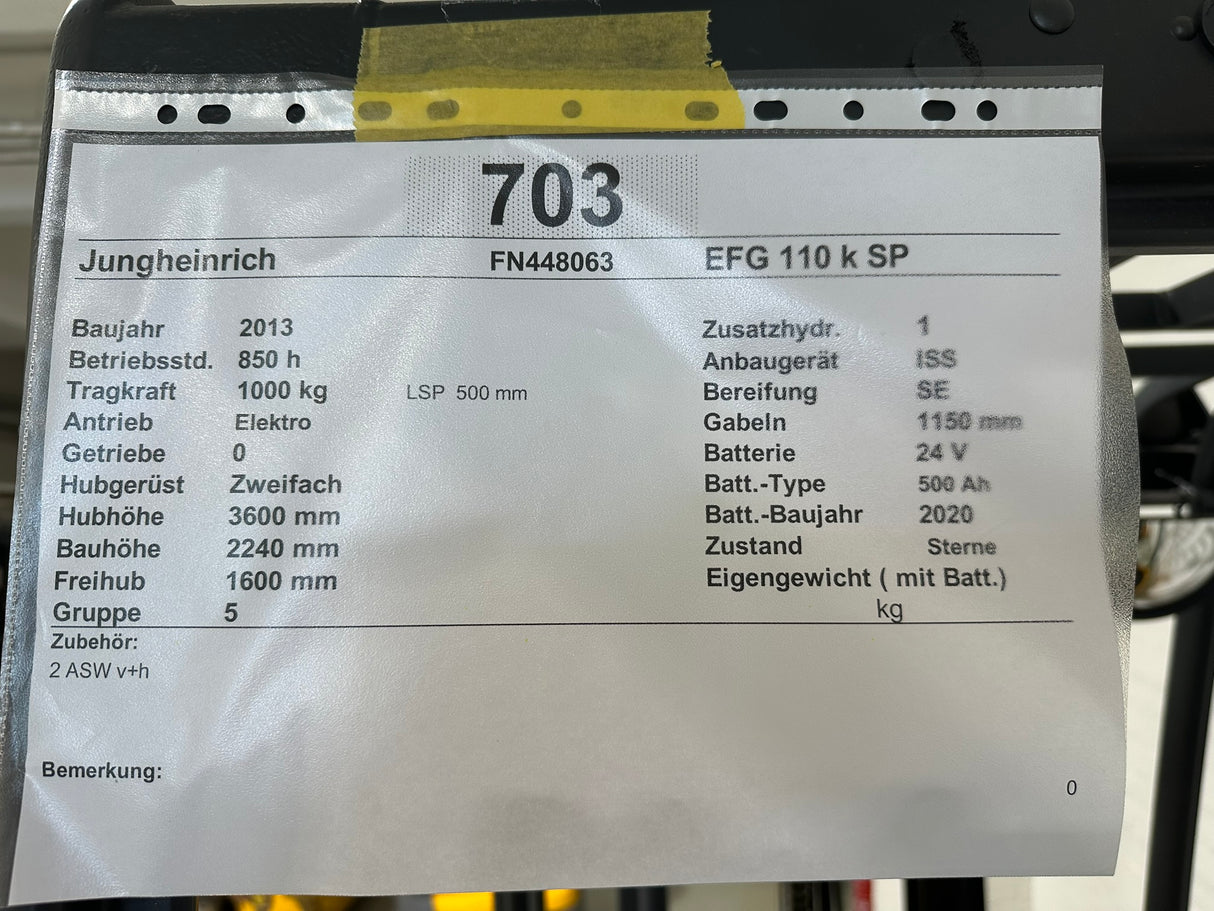 703
Jungheinrich FN448063 EFG 110 k SP
Baujahr 2013 Zusatzhydr. 1
Betriebsstd. 850 h Anbaugerät ISS
Tragkraft 1000 kg LSP 500 mm Bereifung SE
Antrieb Elektro Gabeln 1150 mm
Getriebe 0 Batterie 24 V
Hubgerüst Zweifach Batt.-Type 500 Ah
Hubhöhe 3600 mm Batt.-Baujahr 2020
Bauhöhe 2240 mm Zustand Sterne
Freihub 1600 mm Eigengewicht ( mit Batt.)
Gruppe 5 kg
Zubehör:
2 ASW v+h
Bemerkung:
0